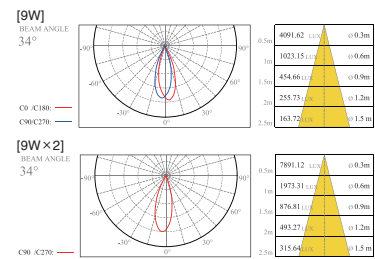 [9W]
BEAM ANGLE
34°
-90° 90°
-60° 60°
-30° 0° 30°
C0 /C180:
C90/C270:
0.5m 4091.62 LUX Ø 0.3m
1m 1023.15 LUX Ø 0.6m
1.5m 454.66 LUX Ø 0.9m
2m 255.73 LUX Ø 1.2m
2.5m 163.72 LUX Ø 1.5 m
[9W×2]
BEAM ANGLE
34°
-90° 90°
-60° 60°
-30° 0° 30°
C90 /C270:
0.5m 7891.12 LUX Ø 0.3m
1m 1973.31 LUX Ø 0.6m
1.5m 876.81 LUX Ø 0.9m
2m 493.27 LUX Ø 1.2m
2.5m 315.64 LUX Ø 1.5 m